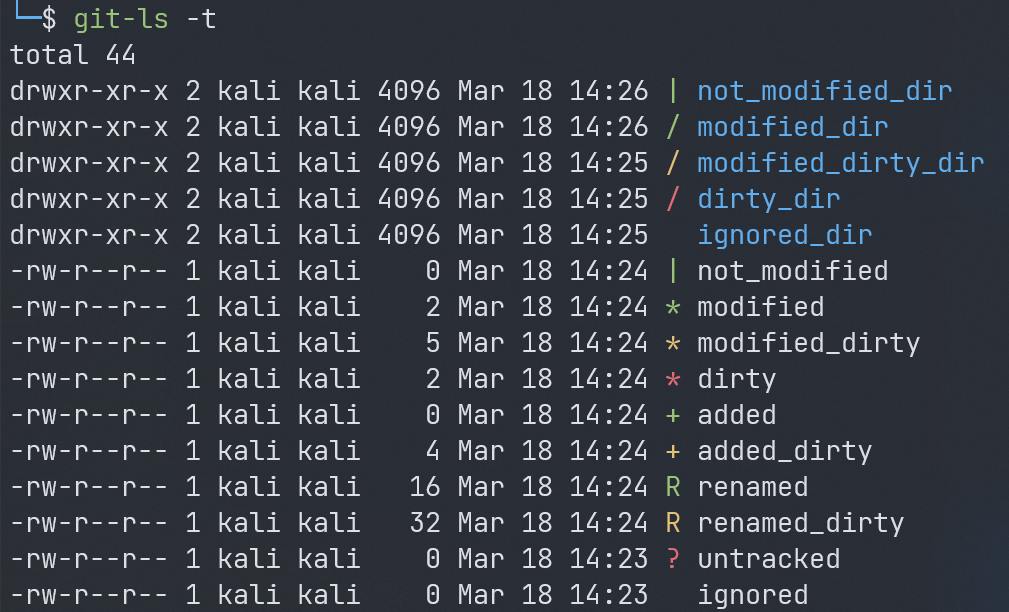 └─$ git-ls -t
total 44
drwxr-xr-x 2 kali kali 4096 Mar 18 14:26 | not_modified_dir
drwxr-xr-x 2 kali kali 4096 Mar 18 14:26 / modified_dir
drwxr-xr-x 2 kali kali 4096 Mar 18 14:25 / modified_dirty_dir
drwxr-xr-x 2 kali kali 4096 Mar 18 14:25 / dirty_dir
drwxr-xr-x 2 kali kali 4096 Mar 18 14:25   ignored_dir
-rw-r--r-- 1 kali kali    0 Mar 18 14:24 | not_modified
-rw-r--r-- 1 kali kali    2 Mar 18 14:24 * modified
-rw-r--r-- 1 kali kali    5 Mar 18 14:24 * modified_dirty
-rw-r--r-- 1 kali kali    2 Mar 18 14:24 * dirty
-rw-r--r-- 1 kali kali    0 Mar 18 14:24 + added
-rw-r--r-- 1 kali kali    4 Mar 18 14:24 + added_dirty
-rw-r--r-- 1 kali kali   16 Mar 18 14:24 R renamed
-rw-r--r-- 1 kali kali   32 Mar 18 14:24 R renamed_dirty
-rw-r--r-- 1 kali kali    0 Mar 18 14:23 ? untracked
-rw-r--r-- 1 kali kali    0 Mar 18 14:23   ignored